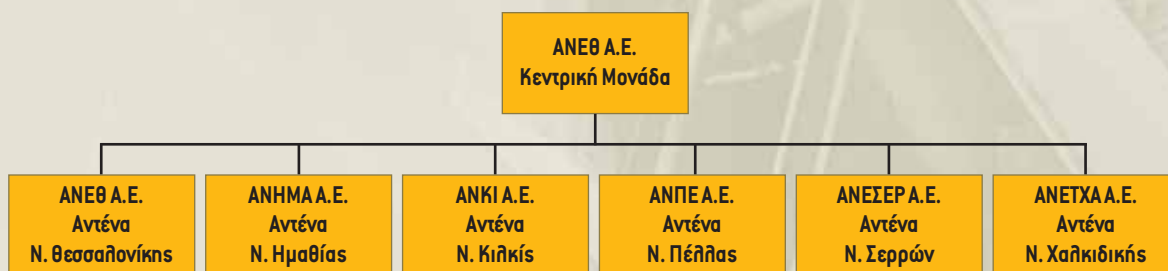 ΑΝΕΘ Α.Ε.
Κεντρική Μονάδα
ΑΝΕΘ Α.Ε.
Αντένα
Ν. Θεσσαλονίκης
ΑΝΗΜΑ Α.Ε.
Αντένα
Ν. Ημαθίας
ΑΝΚΙ Α.Ε.
Αντένα
Ν. Κιλκίς
ΑΝΠΕ Α.Ε.
Αντένα
Ν. Πέλλας
ΑΝΕΣΕΡ Α.Ε.
Αντένα
Ν. Σερρών
ΑΝΕΤΧΑ Α.Ε.
Αντένα
Ν. Χαλκιδικής